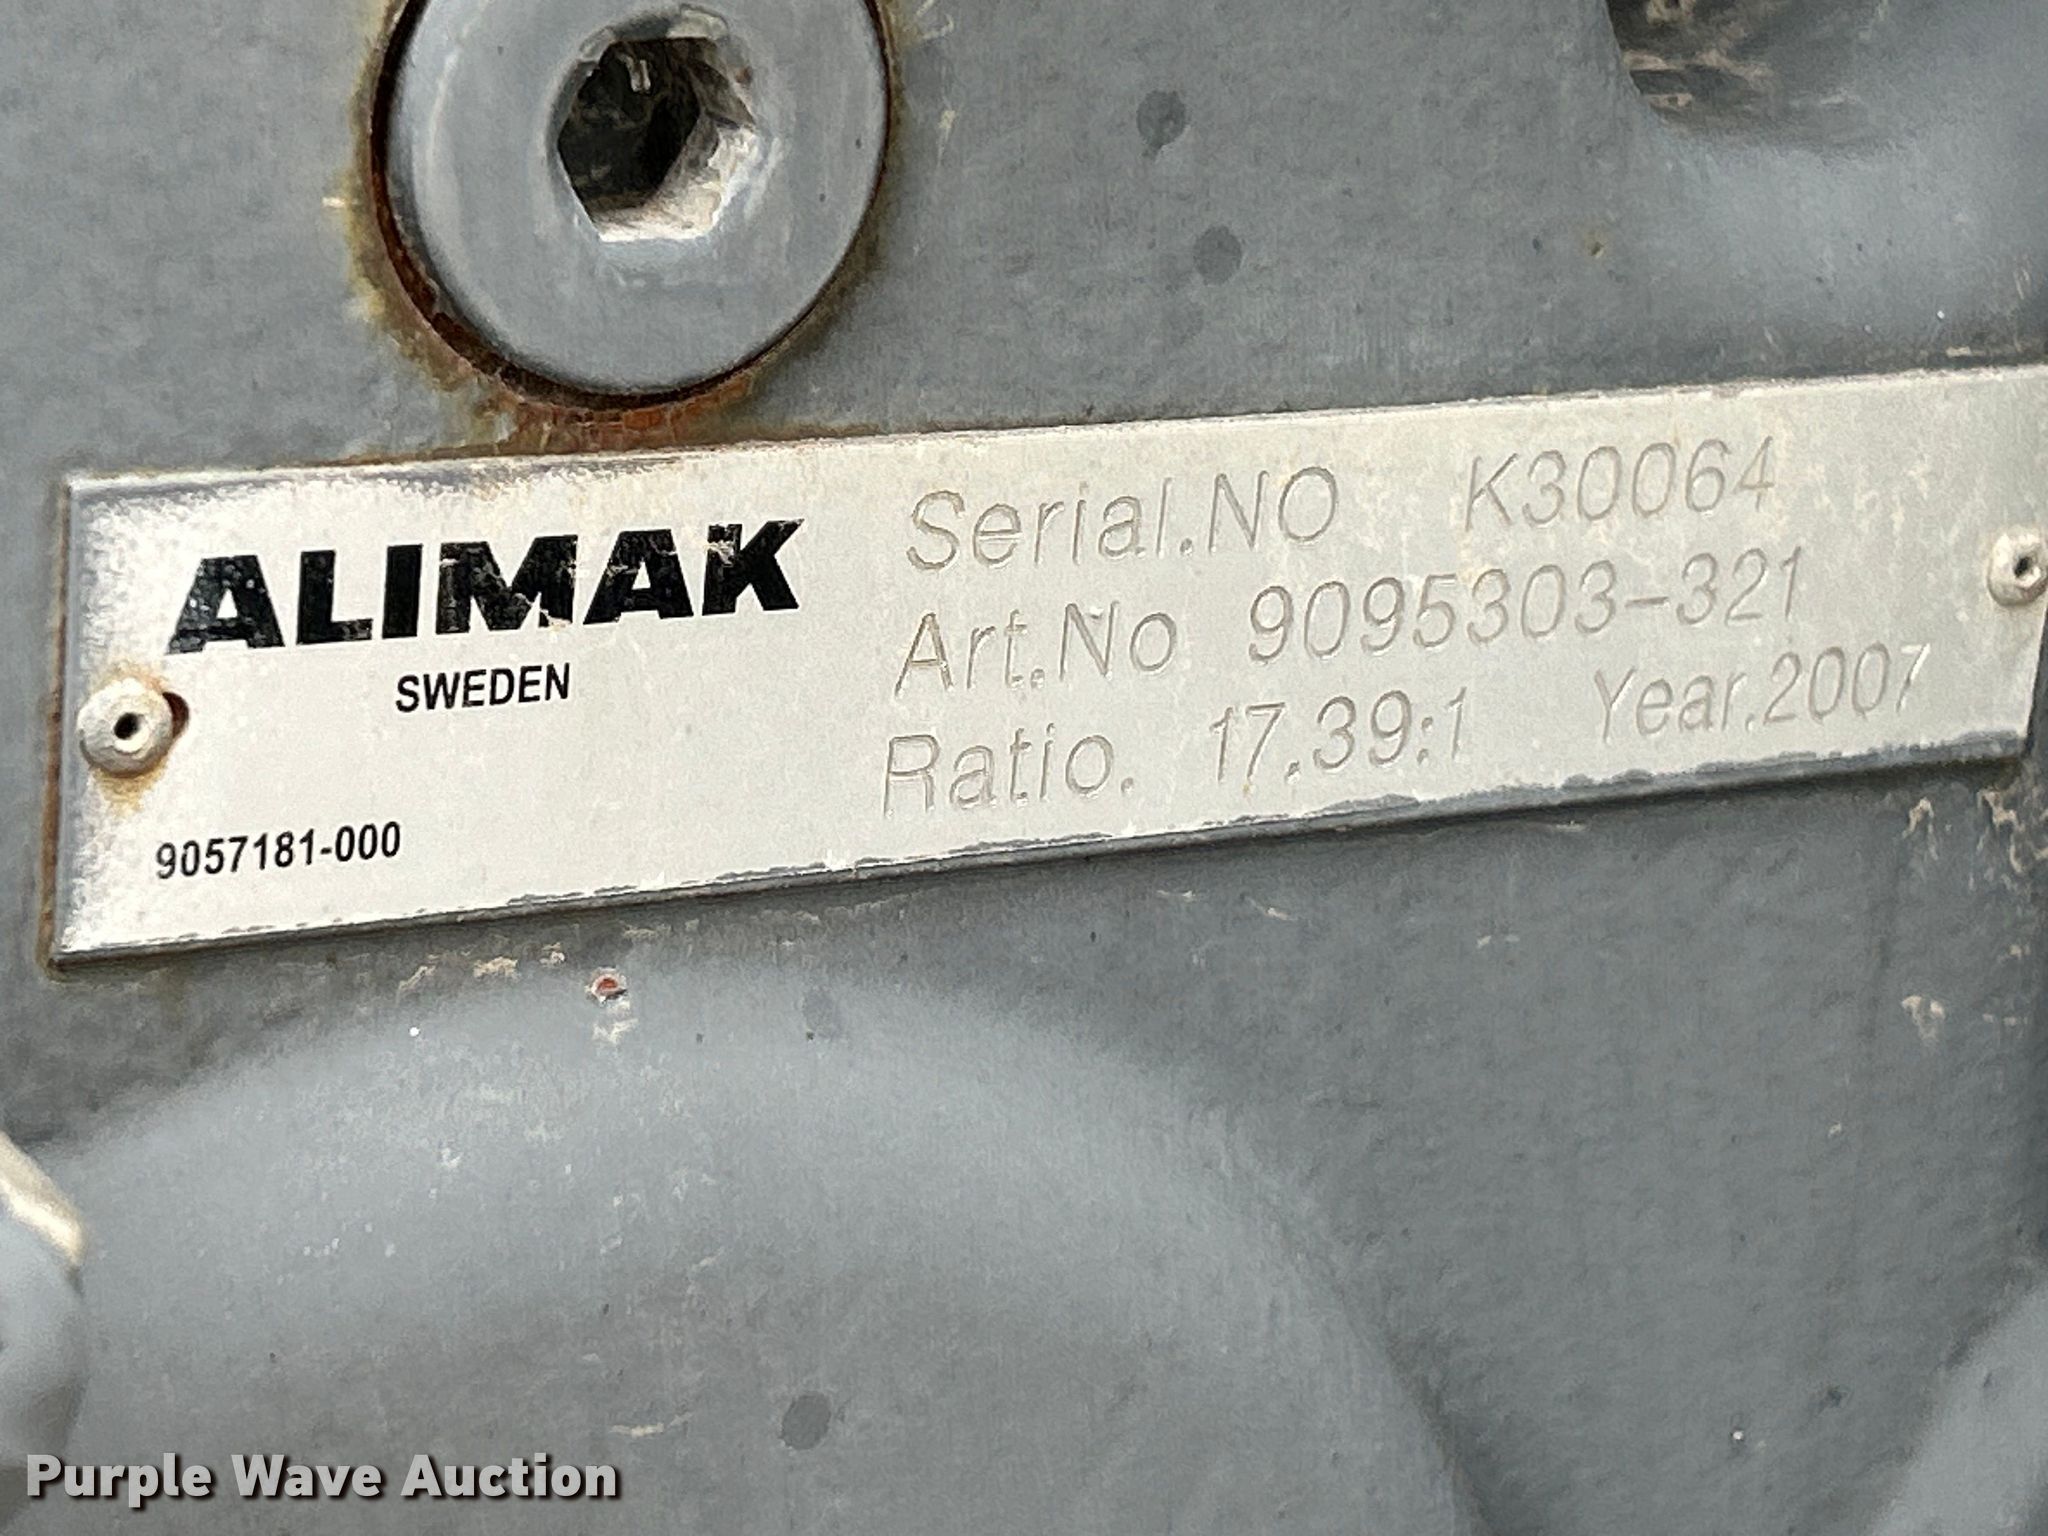 ALIMAK
SWEDEN
9057181-000
Serial.NO K30064
Art.No 9095303-321
Ratio. 17.39:1 Year.2007
Purple Wave Auction